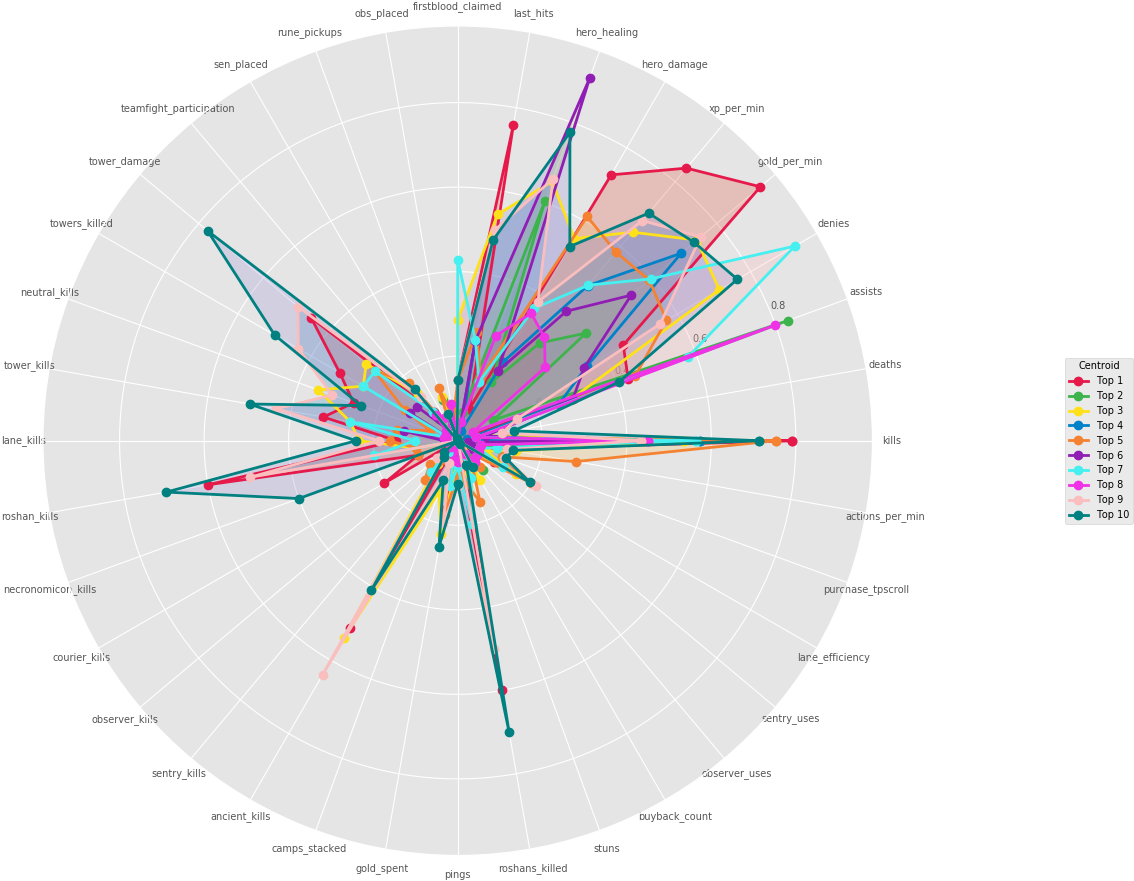 firstblood_claimed
obs_placed
last_hits
rune_pickups
hero_healing
sen_placed
hero_damage
teamfight_participation
xp_per_min
tower_damage
gold_per_min
towers_killed
denies
neutral_kills
assists
0.8
0.6
tower_kills
deaths
lane_kills
kills
roshan_kills
actions_per_min
necronomicon_kills
purchase_tpscroll
courier_kills
lane_efficiency
observer_kills
sentry_uses
sentry_kills
observer_uses
ancient_kills
buyback_count
camps_stacked
stuns
gold_spent
roshans_killed
pings
Centroid
Top 1
Top 2
Top 3
Top 4
Top 5
Top 6
Top 7
Top 8
Top 9
Top 10